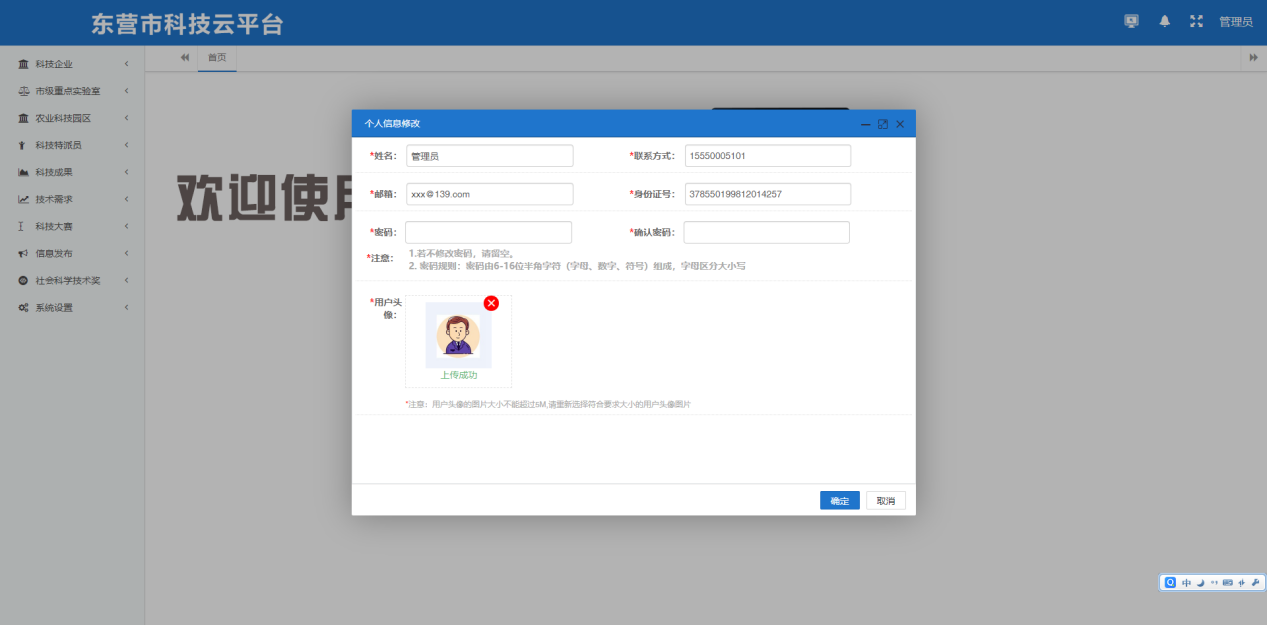 东营市科技云平台
管理员
科技企业
首页
市级重点实验室
农业科技园区
科技特派员
科技成果
技术需求
科技大赛
信息发布
社会科学技术奖
系统设置
欢迎使用
个人信息修改
*姓名: 管理员
*联系方式: 15550005101
*邮箱: xxx@139.com
*身份证号: 378550199812014257
*密码:
*确认密码:
*注意: 1.若不修改密码，请留空。
2. 密码规则：密码由6-16位半角字符（字母、数字、符号）组成，字母区分大小写
*用户头
像:
上传成功
*注意：用户头像的图片大小不能超过5M,请重新选择符合要求大小的用户头像图片
确定
取消
中